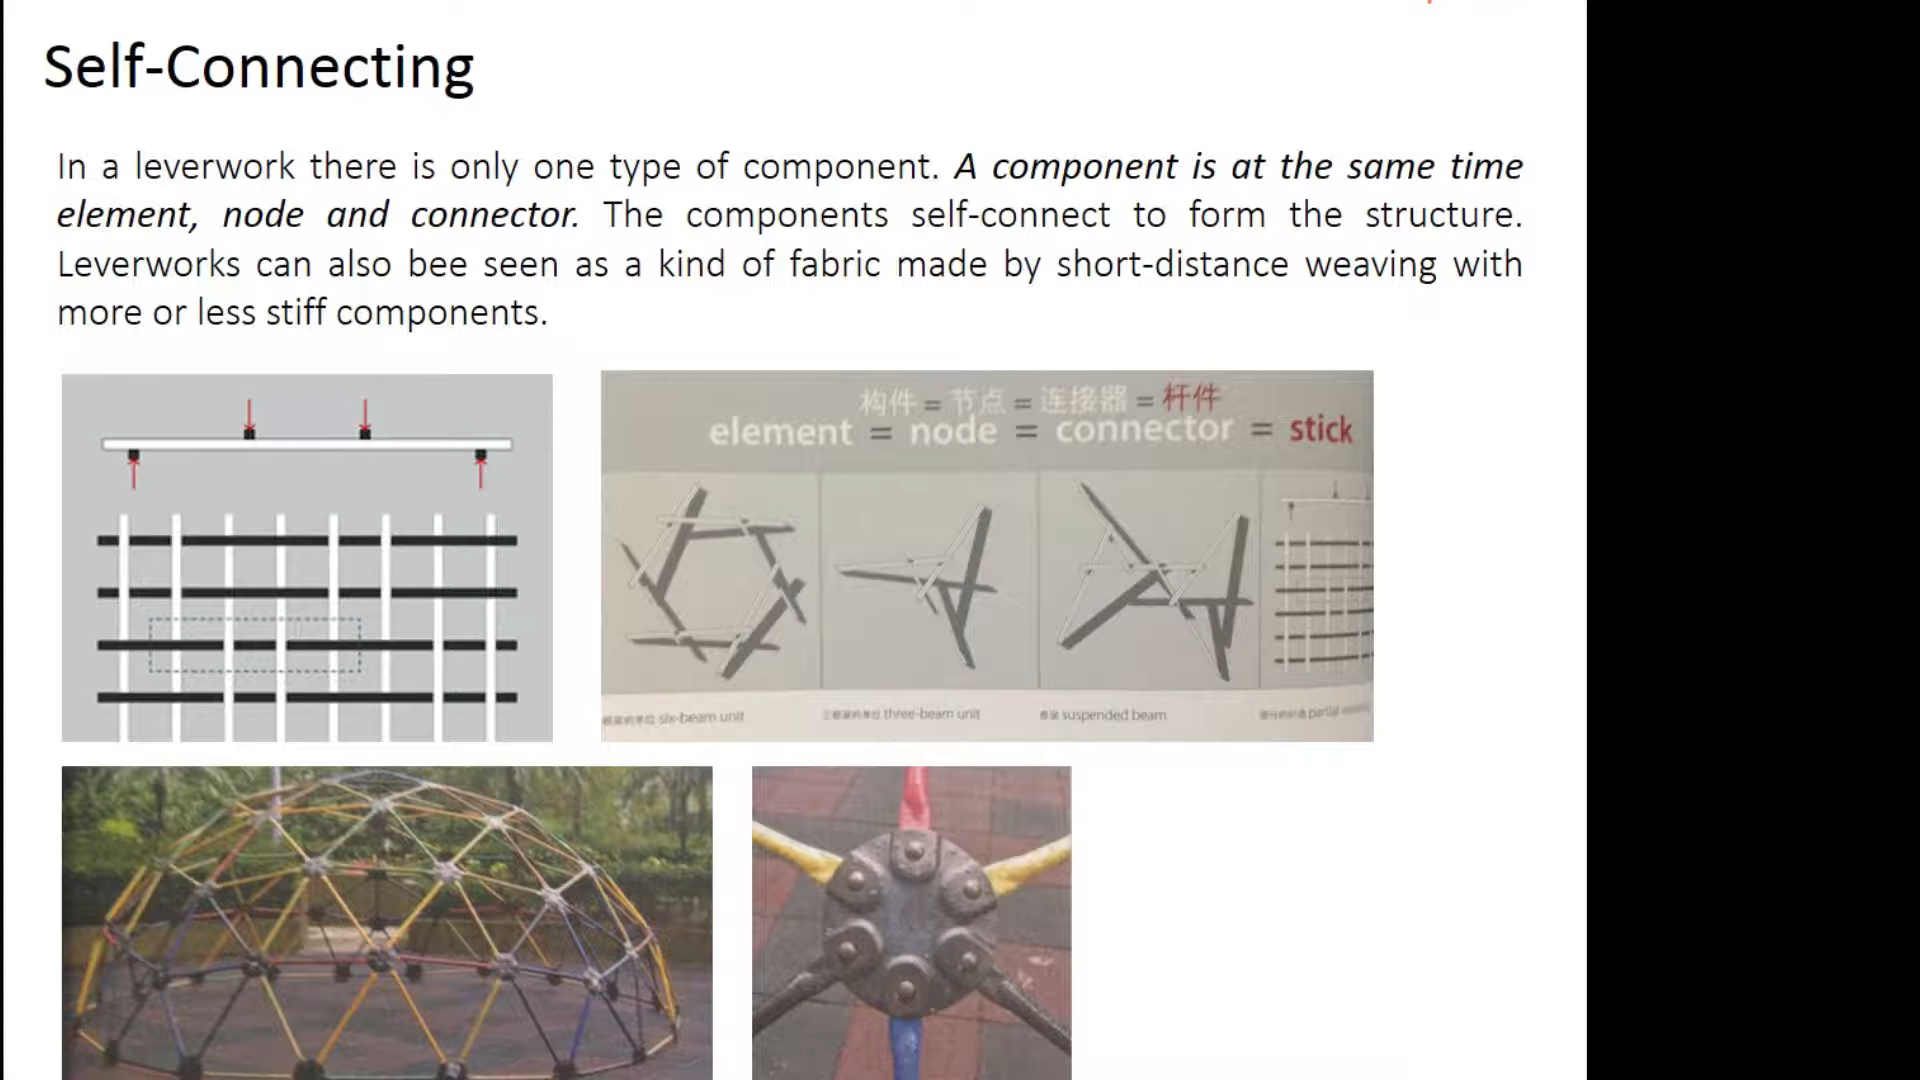 Self-Connecting
In a leverwork there is only one type of component. A component is at the same time
element, node and connector. The components self-connect to form the structure.
Leverworks can also bee seen as a kind of fabric made by short-distance weaving with
more or less stiff components.
构件 = 节点 = 连接器 = 杆件
element = node = connector = stick
six-beam unit
three-beam unit
suspended beam
partial